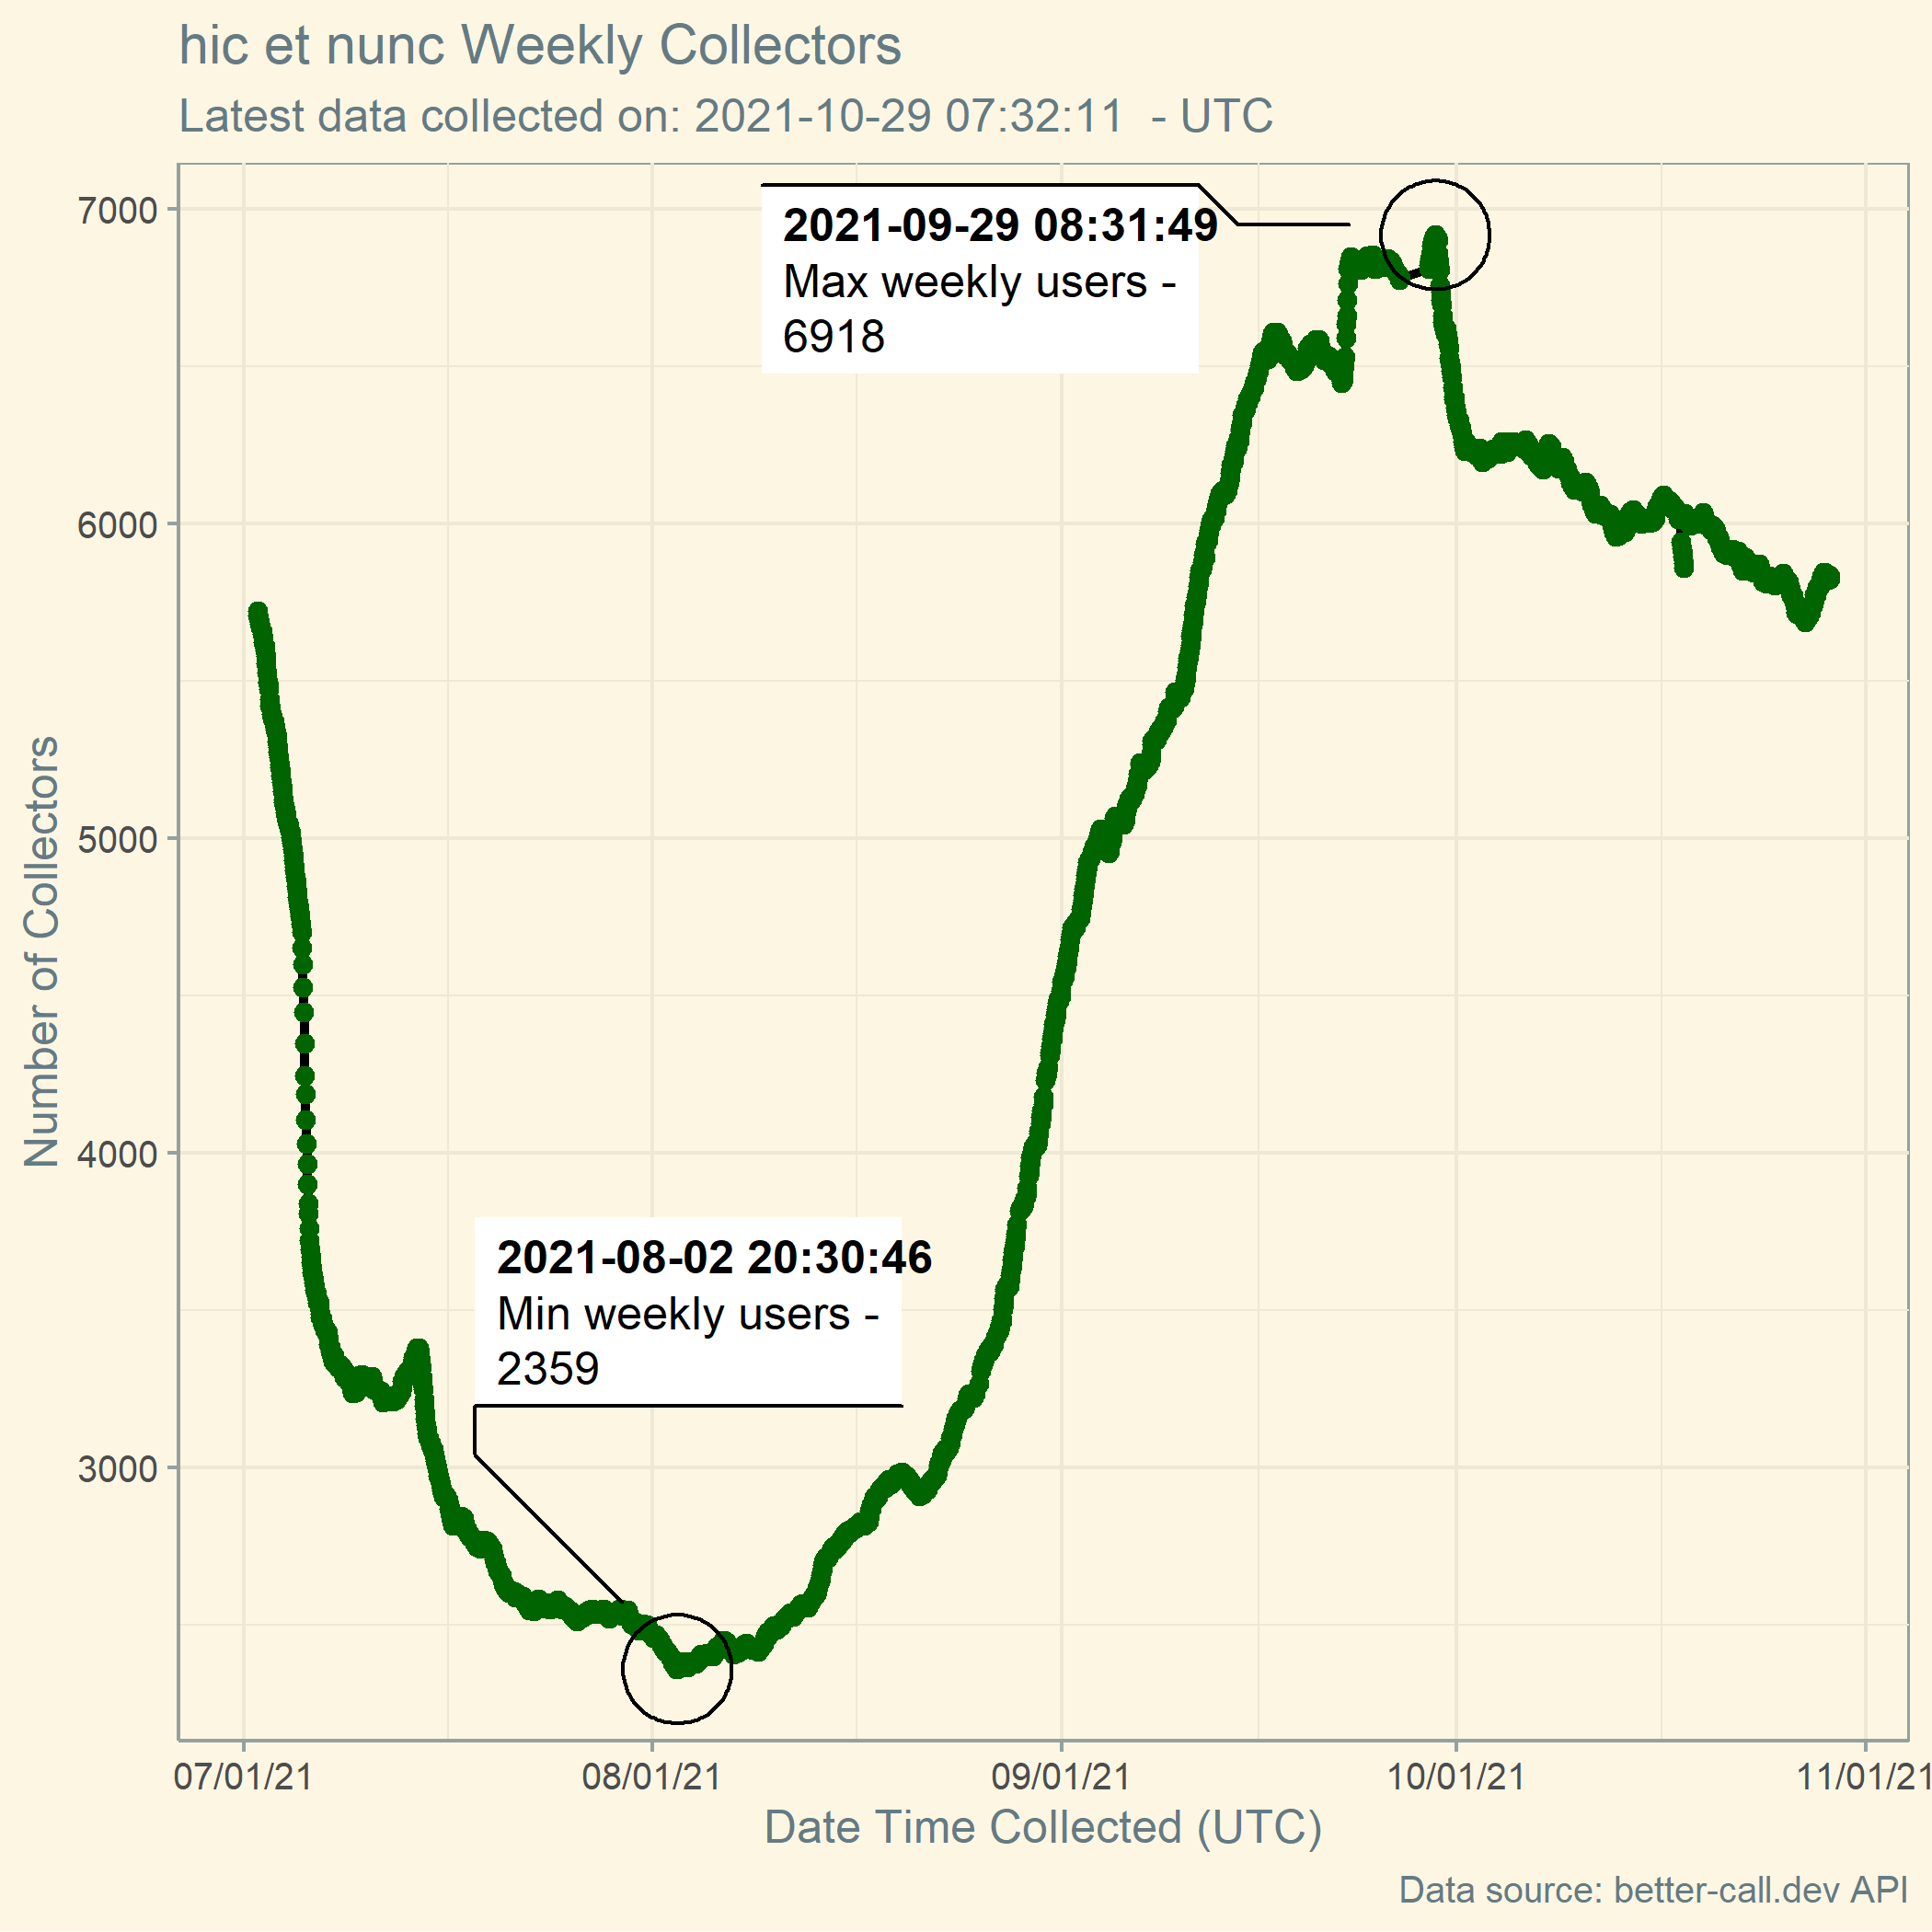 hic et nunc Weekly Collectors
Latest data collected on: 2021-10-29 07:32:11  - UTC
7000
6000
5000
4000
3000
Number of Collectors
2021-09-29 08:31:49
Max weekly users -
6918
2021-08-02 20:30:46
Min weekly users -
2359
07/01/21
08/01/21
09/01/21
10/01/21
11/01/21
Date Time Collected (UTC)
Data source: better-call.dev API